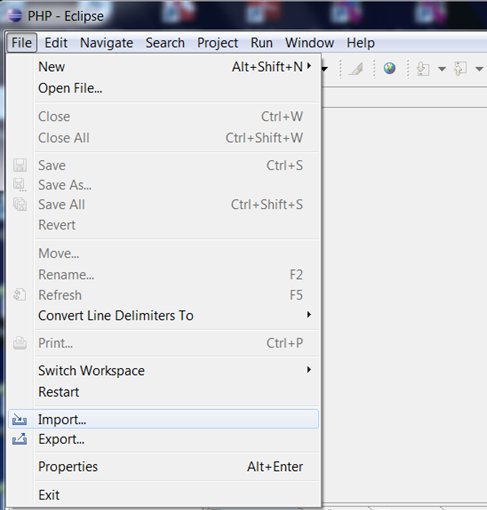 PHP - Eclipse
File Edit Navigate Search Project Run Window Help
New Alt+Shift+N
Open File...
Close Ctrl+W
Close All Ctrl+Shift+W
Save Ctrl+S
Save As...
Save All Ctrl+Shift+S
Revert
Move...
Rename... F2
Refresh F5
Convert Line Delimiters To
Print... Ctrl+P
Switch Workspace
Restart
Import...
Export...
Properties Alt+Enter
Exit